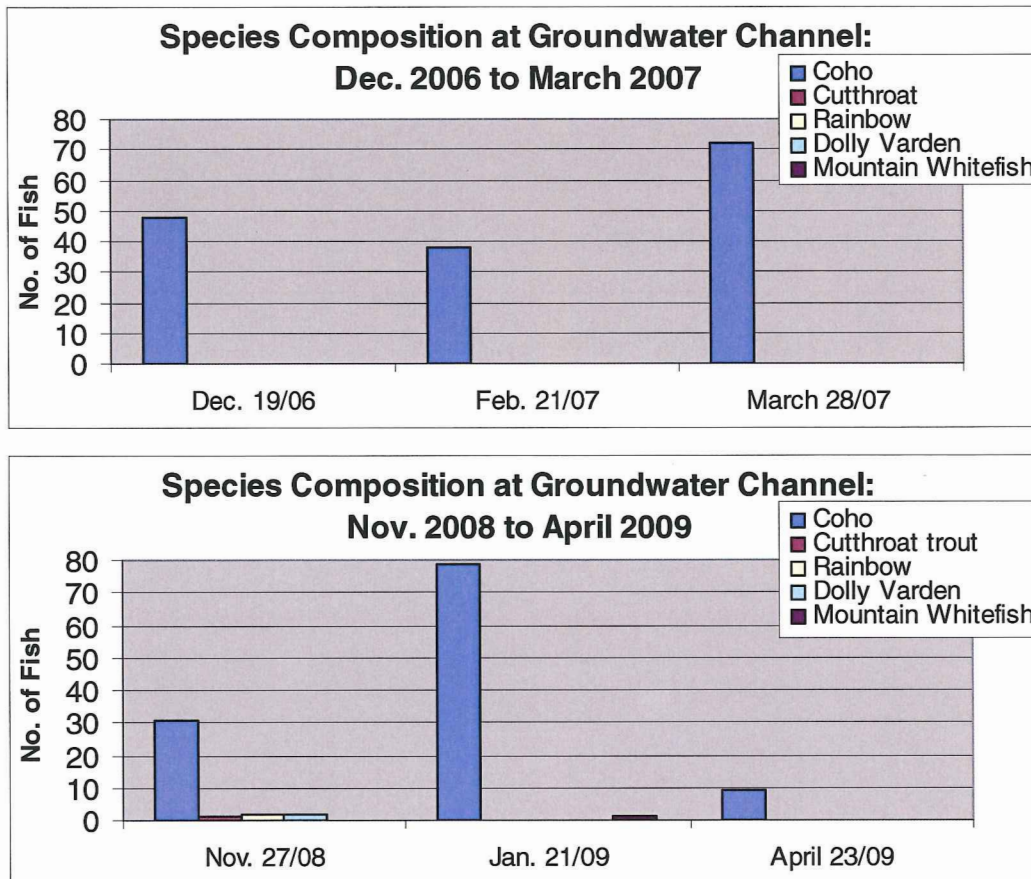 Species Composition at Groundwater Channel:
Dec. 2006 to March 2007
Coho
Cutthroat
Rainbow
Dolly Varden
Mountain Whitefish
No. of Fish
80
70
60
50
40
30
20
10
0
Dec. 19/06 Feb. 21/07 March 28/07
Species Composition at Groundwater Channel:
Nov. 2008 to April 2009
Coho
Cutthroat trout
Rainbow
Dolly Varden
Mountain Whitefish
No. of Fish
80
70
60
50
40
30
20
10
0
Nov. 27/08 Jan. 21/09 April 23/09